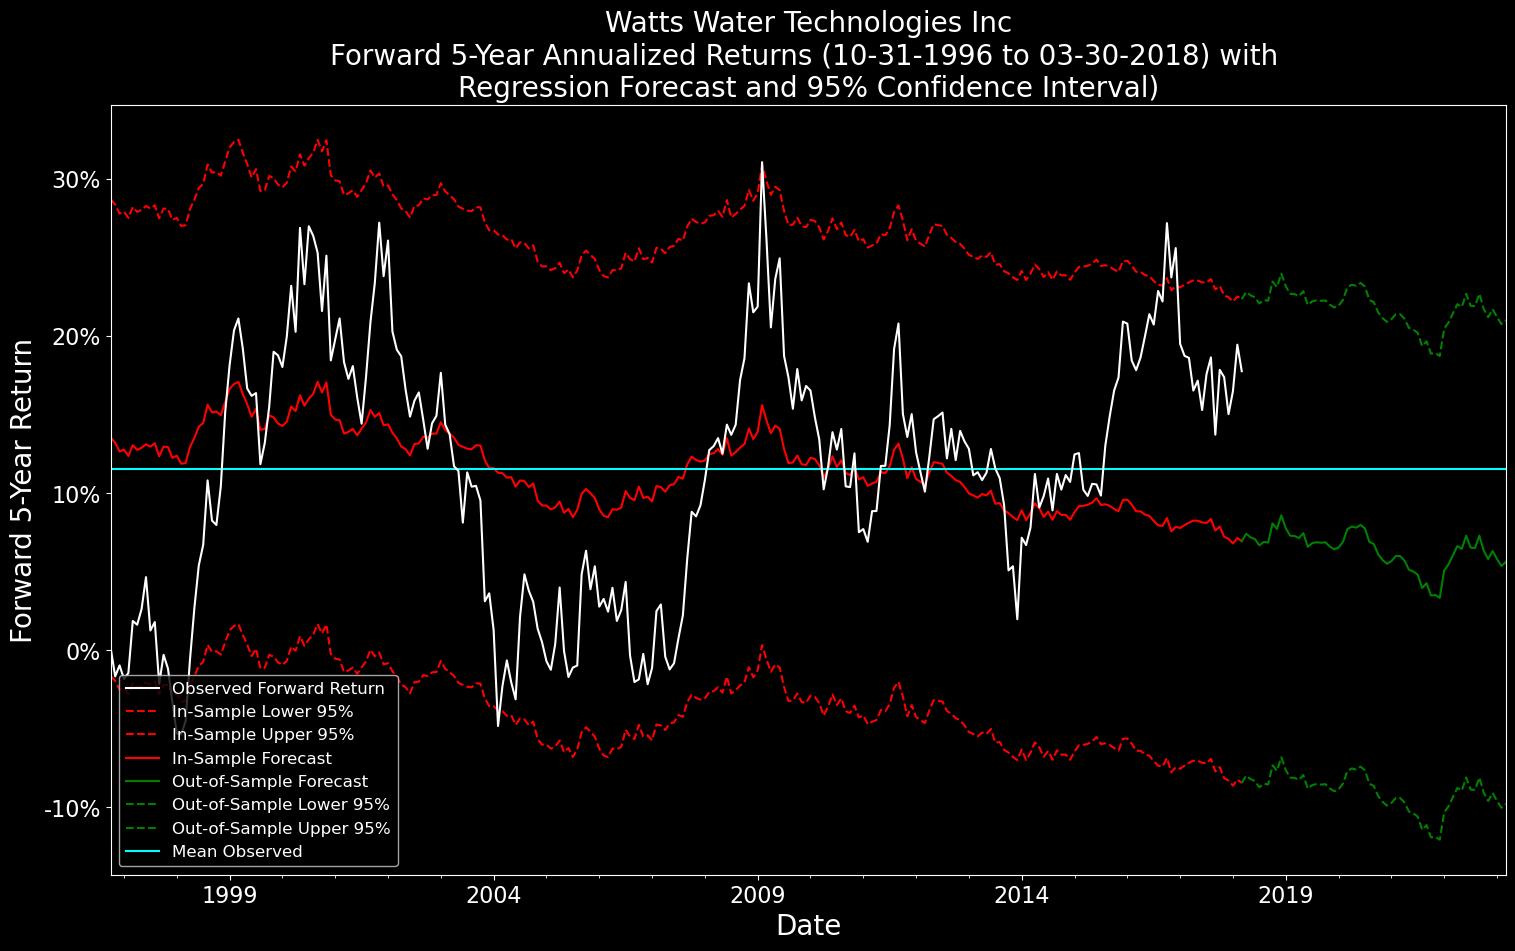 Watts Water Technologies Inc
Forward 5-Year Annualized Returns (10-31-1996 to 03-30-2018) with
Regression Forecast and 95% Confidence Interval)
Forward 5-Year Return
30%
20%
10%
0%
-10%
Observed Forward Return
In-Sample Lower 95%
In-Sample Upper 95%
In-Sample Forecast
Out-of-Sample Forecast
Out-of-Sample Lower 95%
Out-of-Sample Upper 95%
Mean Observed
1999 2004 2009 2014 2019
Date